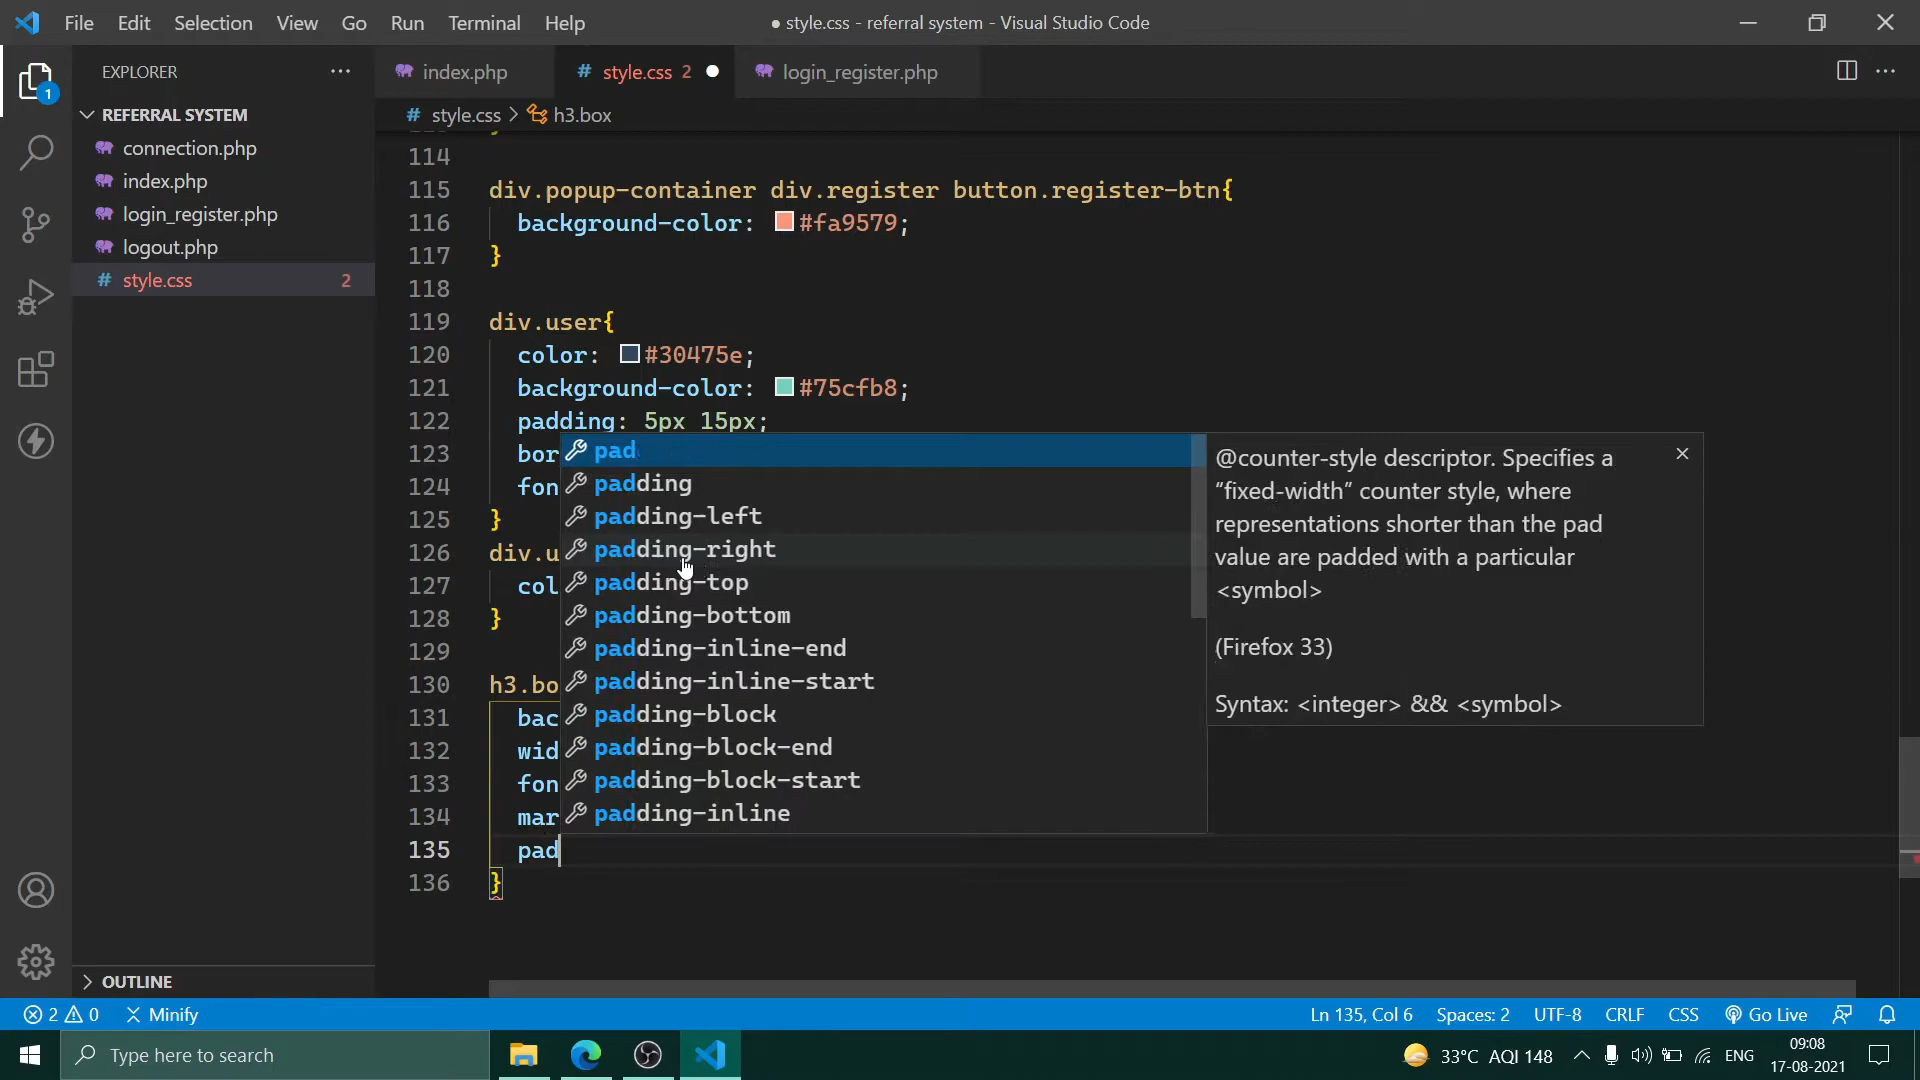 File Edit Selection View Go Run Terminal Help ● style.css - referral system - Visual Studio Code
EXPLORER
index.php # style.css 2 login_register.php
REFERRAL SYSTEM
# style.css > h3.box
connection.php
index.php
login_register.php
logout.php
# style.css 2
114
115 div.popup-container div.register button.register-btn{
116 background-color: #fa9579;
117 }
118
119 div.user{
120 color: #30475e;
121 background-color: #75cfb8;
122 padding: 5px 15px;
123 bor
124 fon
125 }
126 div.u
127 col
128 }
129
130 h3.bo
131 bac
132 wid
133 fon
134 mar
135 pad
136 }
pad
padding
padding-left
padding-right
padding-top
padding-bottom
padding-inline-end
padding-inline-start
padding-block
padding-block-end
padding-block-start
padding-inline
@counter-style descriptor. Specifies a
“fixed-width” counter style, where
representations shorter than the pad
value are padded with a particular
<symbol>
(Firefox 33)
Syntax: <integer> && <symbol>
OUTLINE
2 0 Minify Ln 135, Col 6 Spaces: 2 UTF-8 CRLF CSS Go Live
1
Type here to search
33°C AQI 148 ENG
09:08
17-08-2021